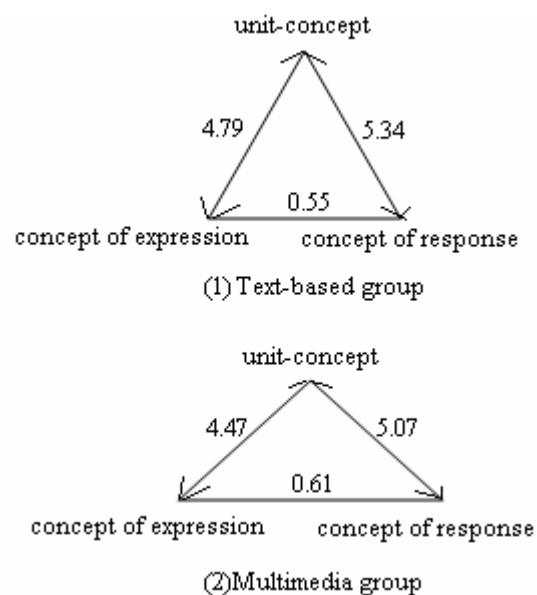 unit-concept
4.79 5.34
0.55
concept of expression concept of response
(1) Text-based group
unit-concept
4.47 5.07
0.61
concept of expression concept of response
(2)Multimedia group